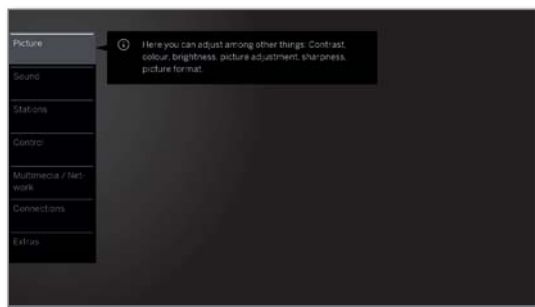 Picture
Here you can adjust among other things: Contrast,
colour, brightness, picture adjustment, sharpness,
picture format.
Sound
Stations
Control
Multimedia / Net-
work
Connections
Extras